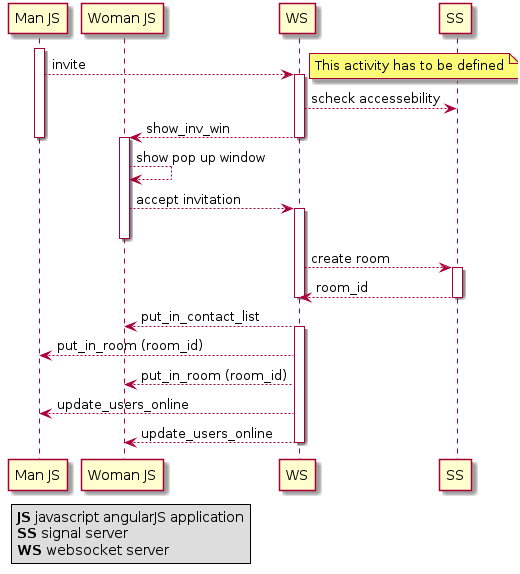 Man JS Woman JS WS SS
invite
This activity has to be defined
scheck accessebility
show_inv_win
show pop up window
accept invitation
create room
room_id
put_in_contact_list
put_in_room (room_id)
put_in_room (room_id)
update_users_online
update_users_online
Man JS Woman JS WS SS
JS javascript angularJS application
SS signal server
WS websocket server